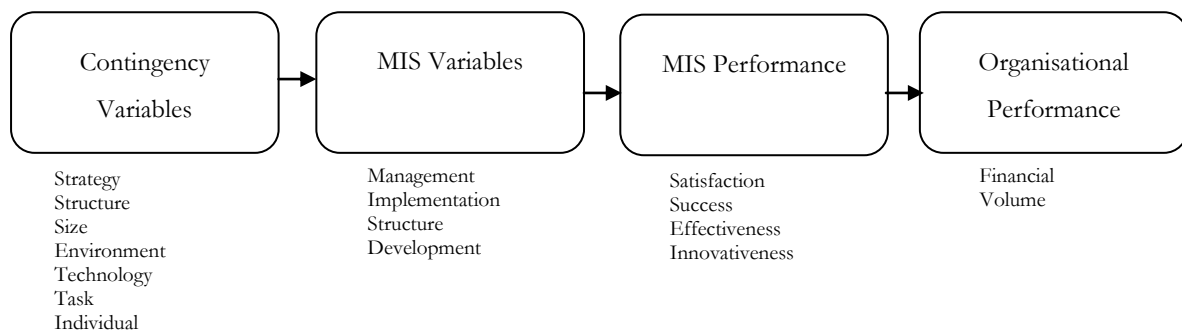 Contingency
Variables
MIS Variables
MIS Performance
Organisational
Performance
Strategy
Structure
Size
Environment
Technology
Task
Individual
Management
Implementation
Structure
Development
Satisfaction
Success
Effectiveness
Innovativeness
Financial
Volume